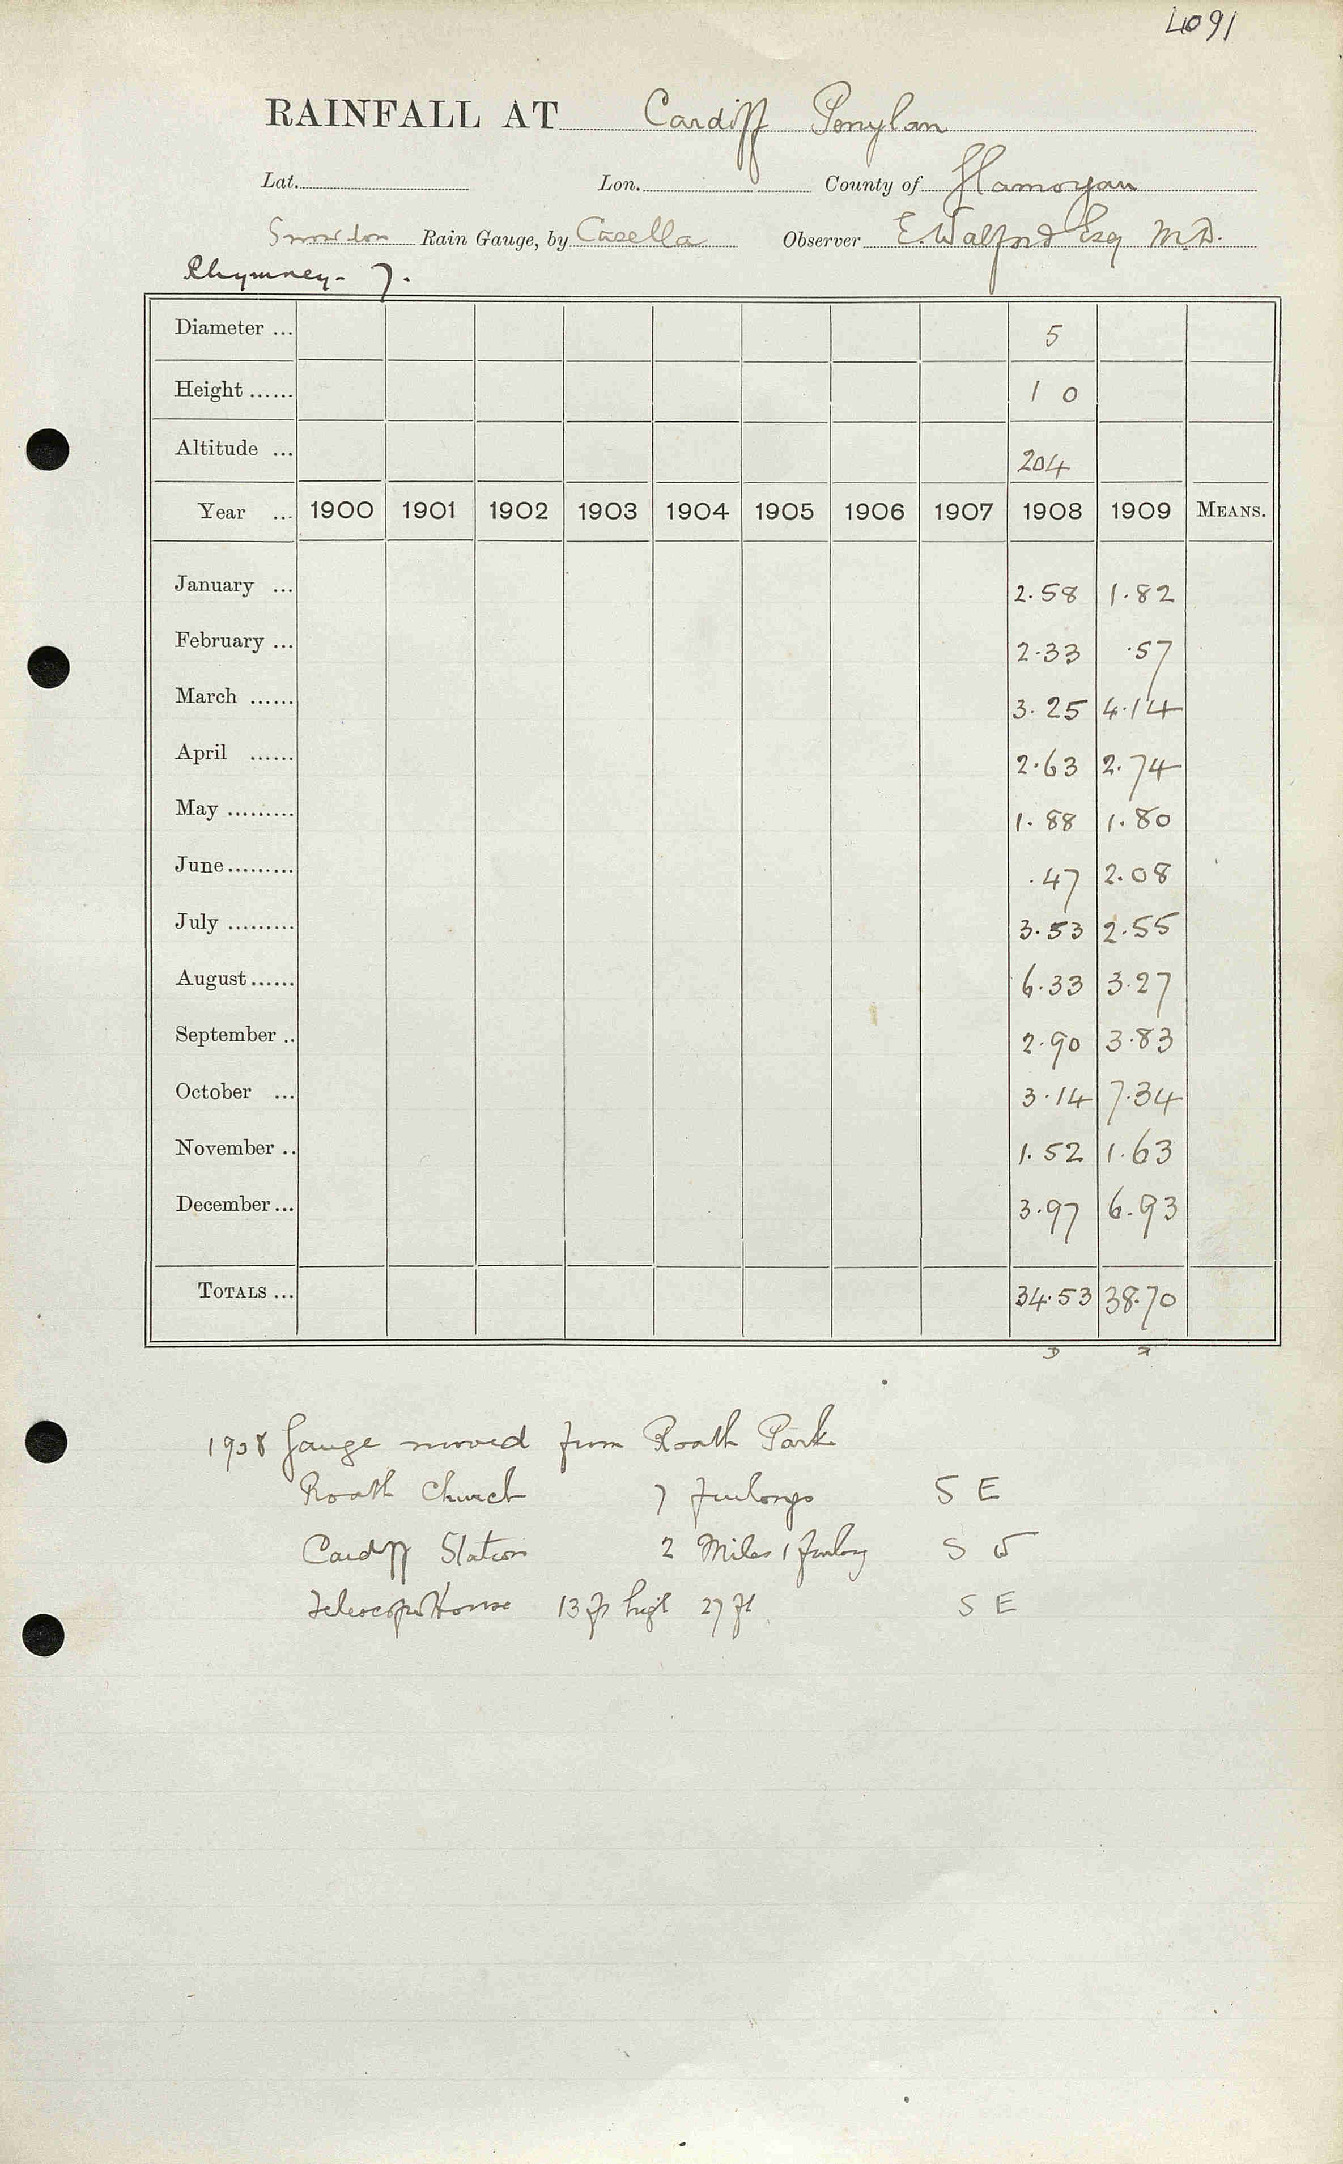 4091
RAINFALL AT Cardiff Penylan
Lat. Lon. County of Glamorgan
Snowdon Rain Gauge, by Casella Observer E. Walford Esq M.D.
Rhymney - 7.
Diameter ... 5
Height ...... 1 0
Altitude ... 204
Year ... 1900 1901 1902 1903 1904 1905 1906 1907 1908 1909 MEANS.
January ... 2.58 1.82
February ... 2.33 .57
March ...... 3.25 4.14
April ...... 2.63 2.74
May ......... 1.88 1.80
June ......... .47 2.08
July ......... 3.53 2.55
August ...... 6.33 3.27
September .. 2.90 3.83
October ... 3.14 7.34
November .. 1.52 1.63
December ... 3.97 6.93
TOTALS ... 34.53 38.70
1908 Gauge moved from Roath Park
Roath Church 7 furlongs S E
Cardiff Station 2 Miles 1 furlong S W
Telescope House 13 ft high 27 ft S E